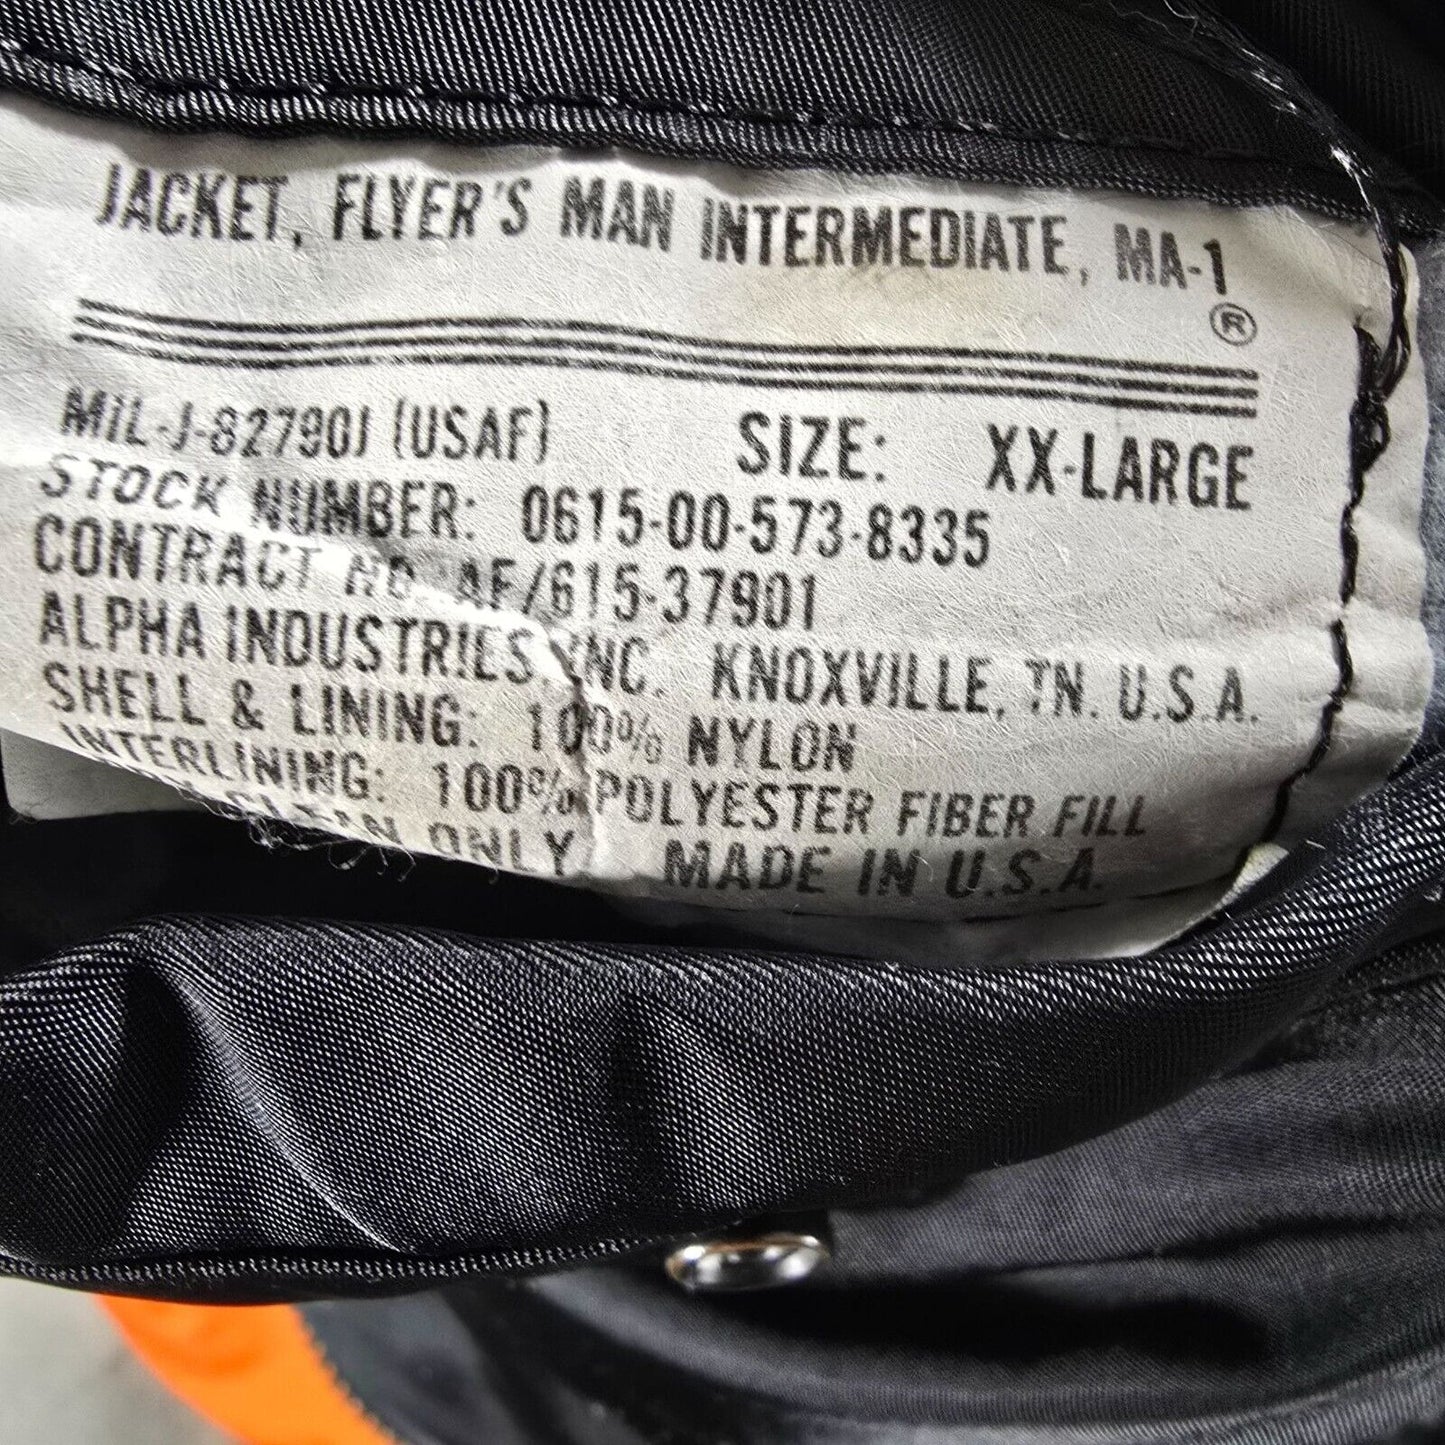 JACKET, FLYER'S MAN INTERMEDIATE, MA-1
®
MIL-J-82790J (USAF) SIZE: XX-LARGE
STOCK NUMBER: 0615-00-573-8335
CONTRACT NO. AF/615-37901
ALPHA INDUSTRIES INC. KNOXVILLE, TN. U.S.A.
SHELL & LINING: 100% NYLON
INTERLINING: 100% POLYESTER FIBER FILL
CLEAN ONLY MADE IN U.S.A.